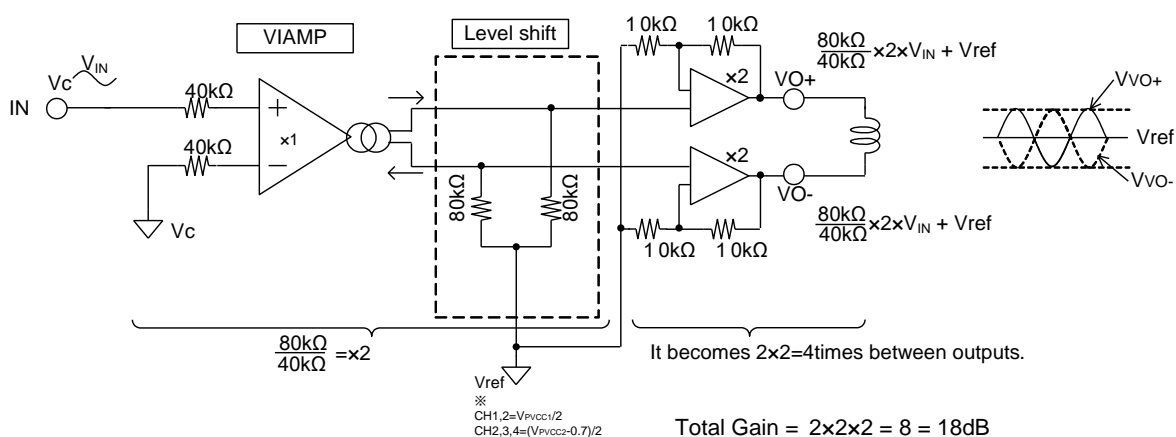 VIAMP
Level shift
Vc
VIN
IN
40kΩ
40kΩ
+
×1
−
Vc
80kΩ
80kΩ
10kΩ
10kΩ
×2
VO+
80kΩ/40kΩ ×2×VIN + Vref
×2
VO-
80kΩ/40kΩ ×2×VIN + Vref
10kΩ
10kΩ
VVO+
Vref
VVO-
80kΩ/40kΩ =×2
It becomes 2×2=4times between outputs.
Vref
※
CH1,2=VPVCC1/2
CH2,3,4=(VPVCC2-0.7)/2
Total Gain = 2×2×2 = 8 = 18dB